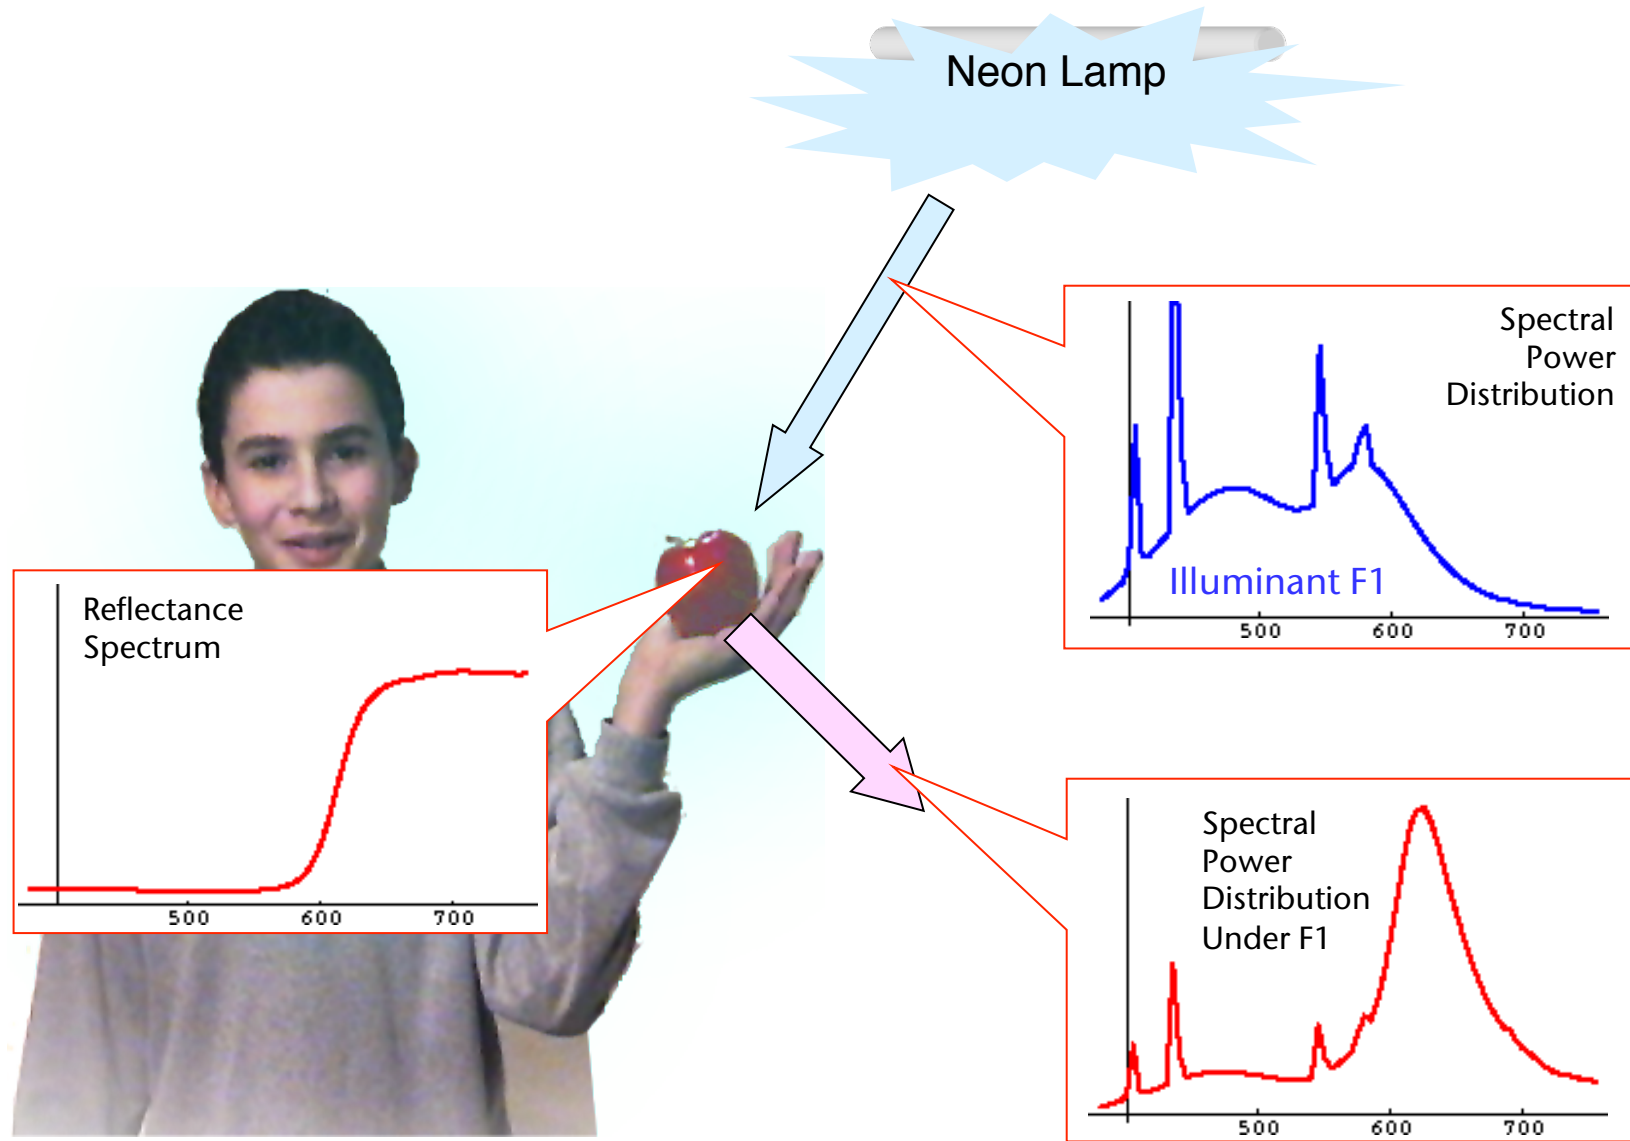 Neon Lamp
Spectral
Power
Distribution
Illuminant F1
500 600 700
Reflectance
Spectrum
500 600 700
Spectral
Power
Distribution
Under F1
500 600 700